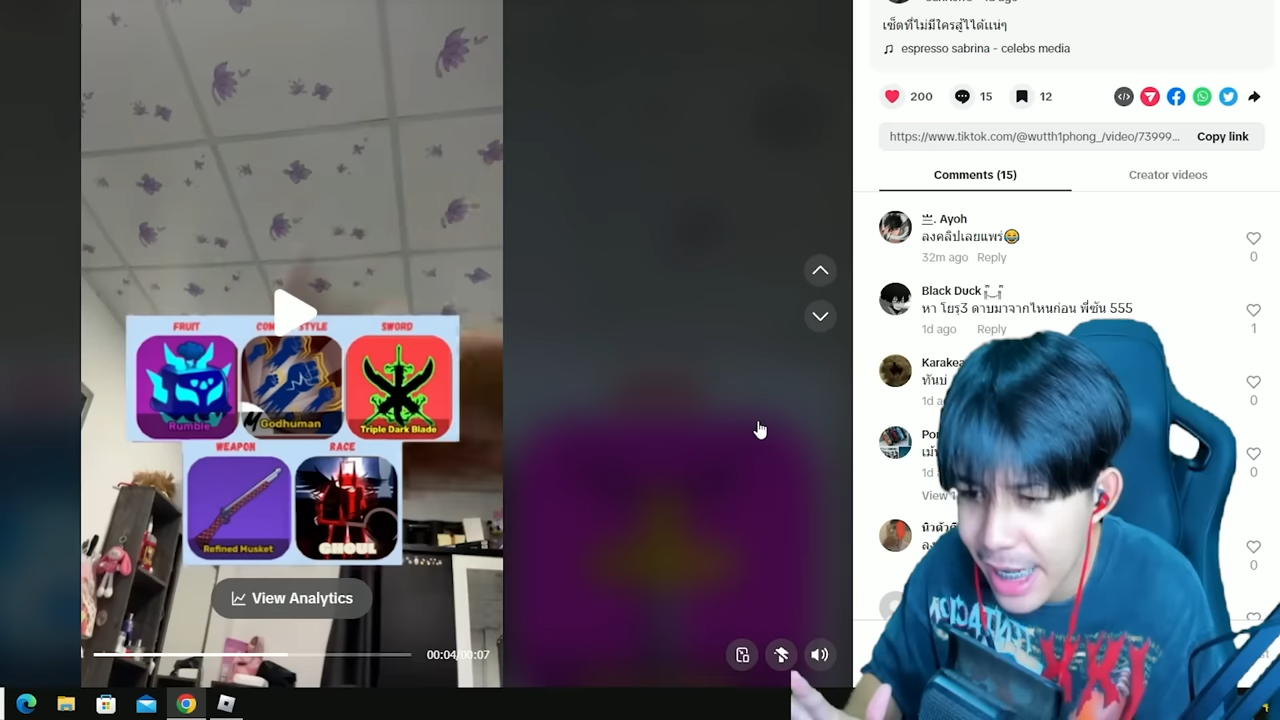 FRUIT
SWORD
Rumble
Godhuman
Triple Dark Blade
WEAPON
RACE
Refined Musket
GHOUL
View Analytics
00:04/00:07
เซ็ตที่ไม่มีใครสู้ไได้แน่ๆ
espresso sabrina - celebs media
200
15
12
https://www.tiktok.com/@wutth1phong_/video/73999...
Copy link
Comments (15)
Creator videos
Ayoh
ลงคลิปเลยแพร่😂
32m ago
Reply
0
Black Duck
หา โยรุ3 ดาบมาจากไหนก่อน พี่ซัน 555
1d ago
Reply
1
0
0
0